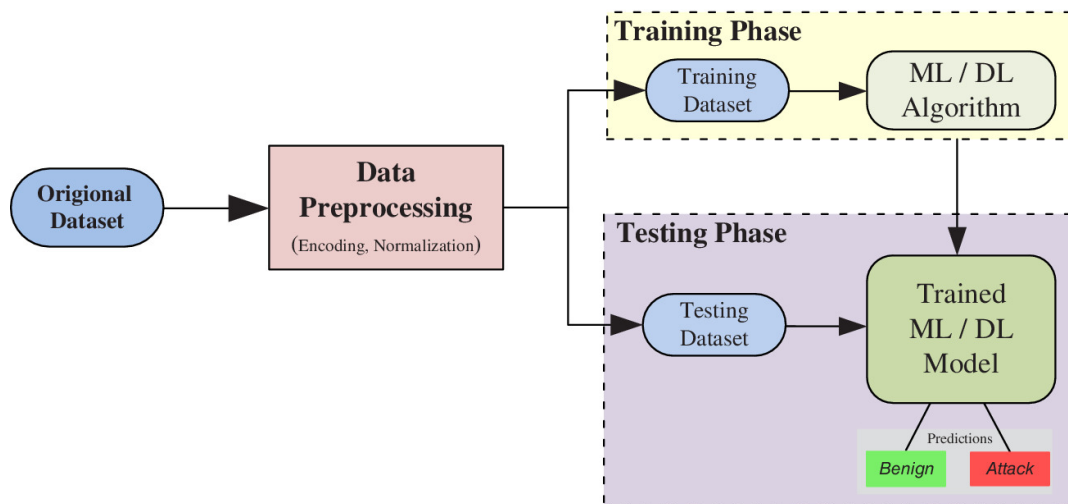 Origional
Dataset
Data
Preprocessing
(Encoding, Normalization)
Training Phase
Training
Dataset
ML / DL
Algorithm
Testing Phase
Testing
Dataset
Trained
ML / DL
Model
Predictions
Benign
Attack